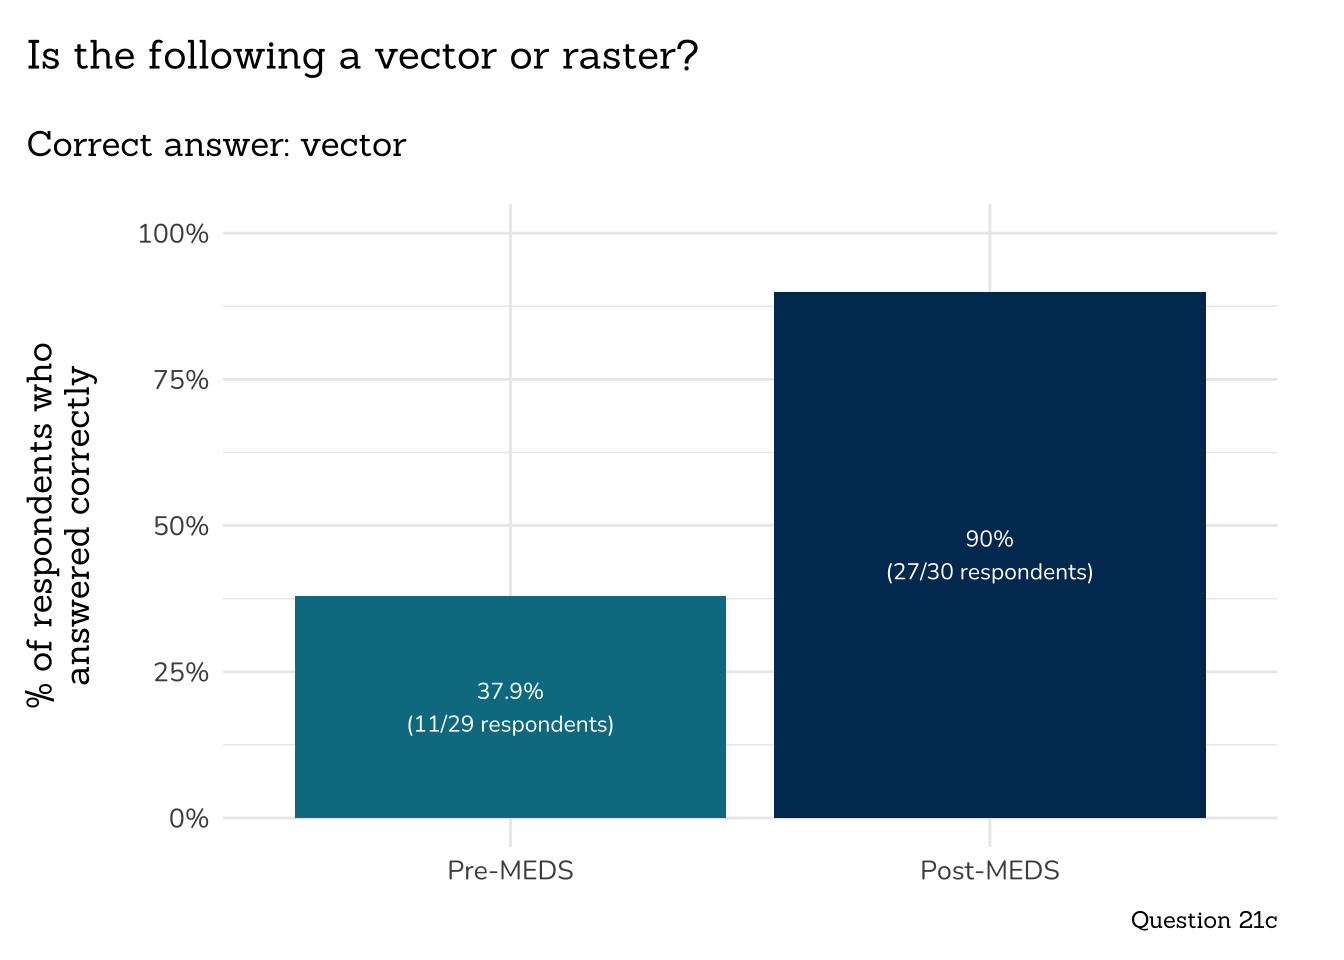 Is the following a vector or raster?
Correct answer: vector
% of respondents who
answered correctly
100%
75%
50%
25%
0%
37.9%
(11/29 respondents)
90%
(27/30 respondents)
Pre-MEDS
Post-MEDS
Question 21c